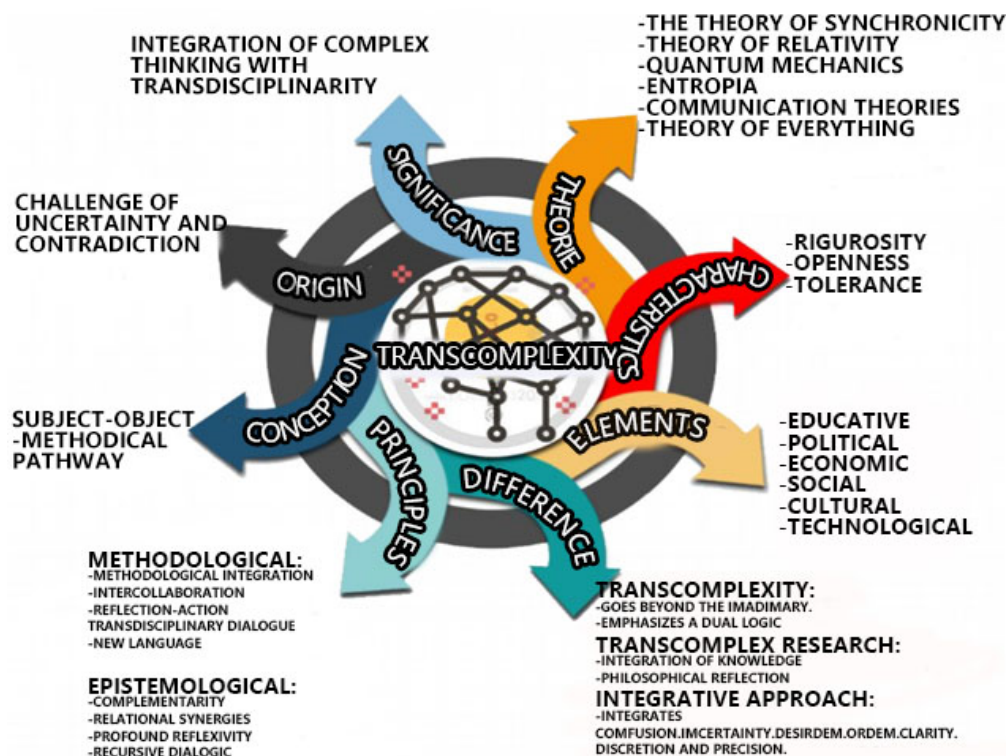 INTEGRATION OF COMPLEX
THINKING WITH
TRANSDISCIPLINARITY
-THE THEORY OF SYNCHRONICITY
-THEORY OF RELATIVITY
-QUANTUM MECHANICS
-ENTROPIA
-COMMUNICATION THEORIES
-THEORY OF EVERYTHING
SIGNIFICANCE
THEORIE
CHALLENGE OF
UNCERTAINTY AND
CONTRADICTION
ORIGIN
CHARACTERISTICS
-RIGUROSITY
-OPENNESS
-TOLERANCE
TRANSCOMPLEXITY
SUBJECT-OBJECT
-METHODICAL
PATHWAY
CONCEPTION
PRINCIPLES
DIFFERENCE
ELEMENTS
-EDUCATIVE
-POLITICAL
-ECONOMIC
-SOCIAL
-CULTURAL
-TECHNOLOGICAL
METHODOLOGICAL:
-METHODOLOGICAL INTEGRATION
-INTERCOLLABORATION
-REFLECTION-ACTION
TRANSDISCIPLINARY DIALOGUE
-NEW LANGUAGE
EPISTEMOLOGICAL:
-COMPLEMENTARITY
-RELATIONAL SYNERGIES
-PROFOUND REFLEXIVITY
-RECURSIVE DIALOGIC
TRANSCOMPLEXITY:
-GOES BEYOND THE IMADIMARY.
-EMPHASIZES A DUAL LOGIC
TRANSCOMPLEX RESEARCH:
-INTEGRATION OF KNOWLEDGE
-PHILOSOPHICAL REFLECTION
INTEGRATIVE APPROACH:
-INTEGRATES
COMFUSION.IMCERTAINTY.DESIRDEM.ORDEM.CLARITY.
DISCRETION AND PRECISION.